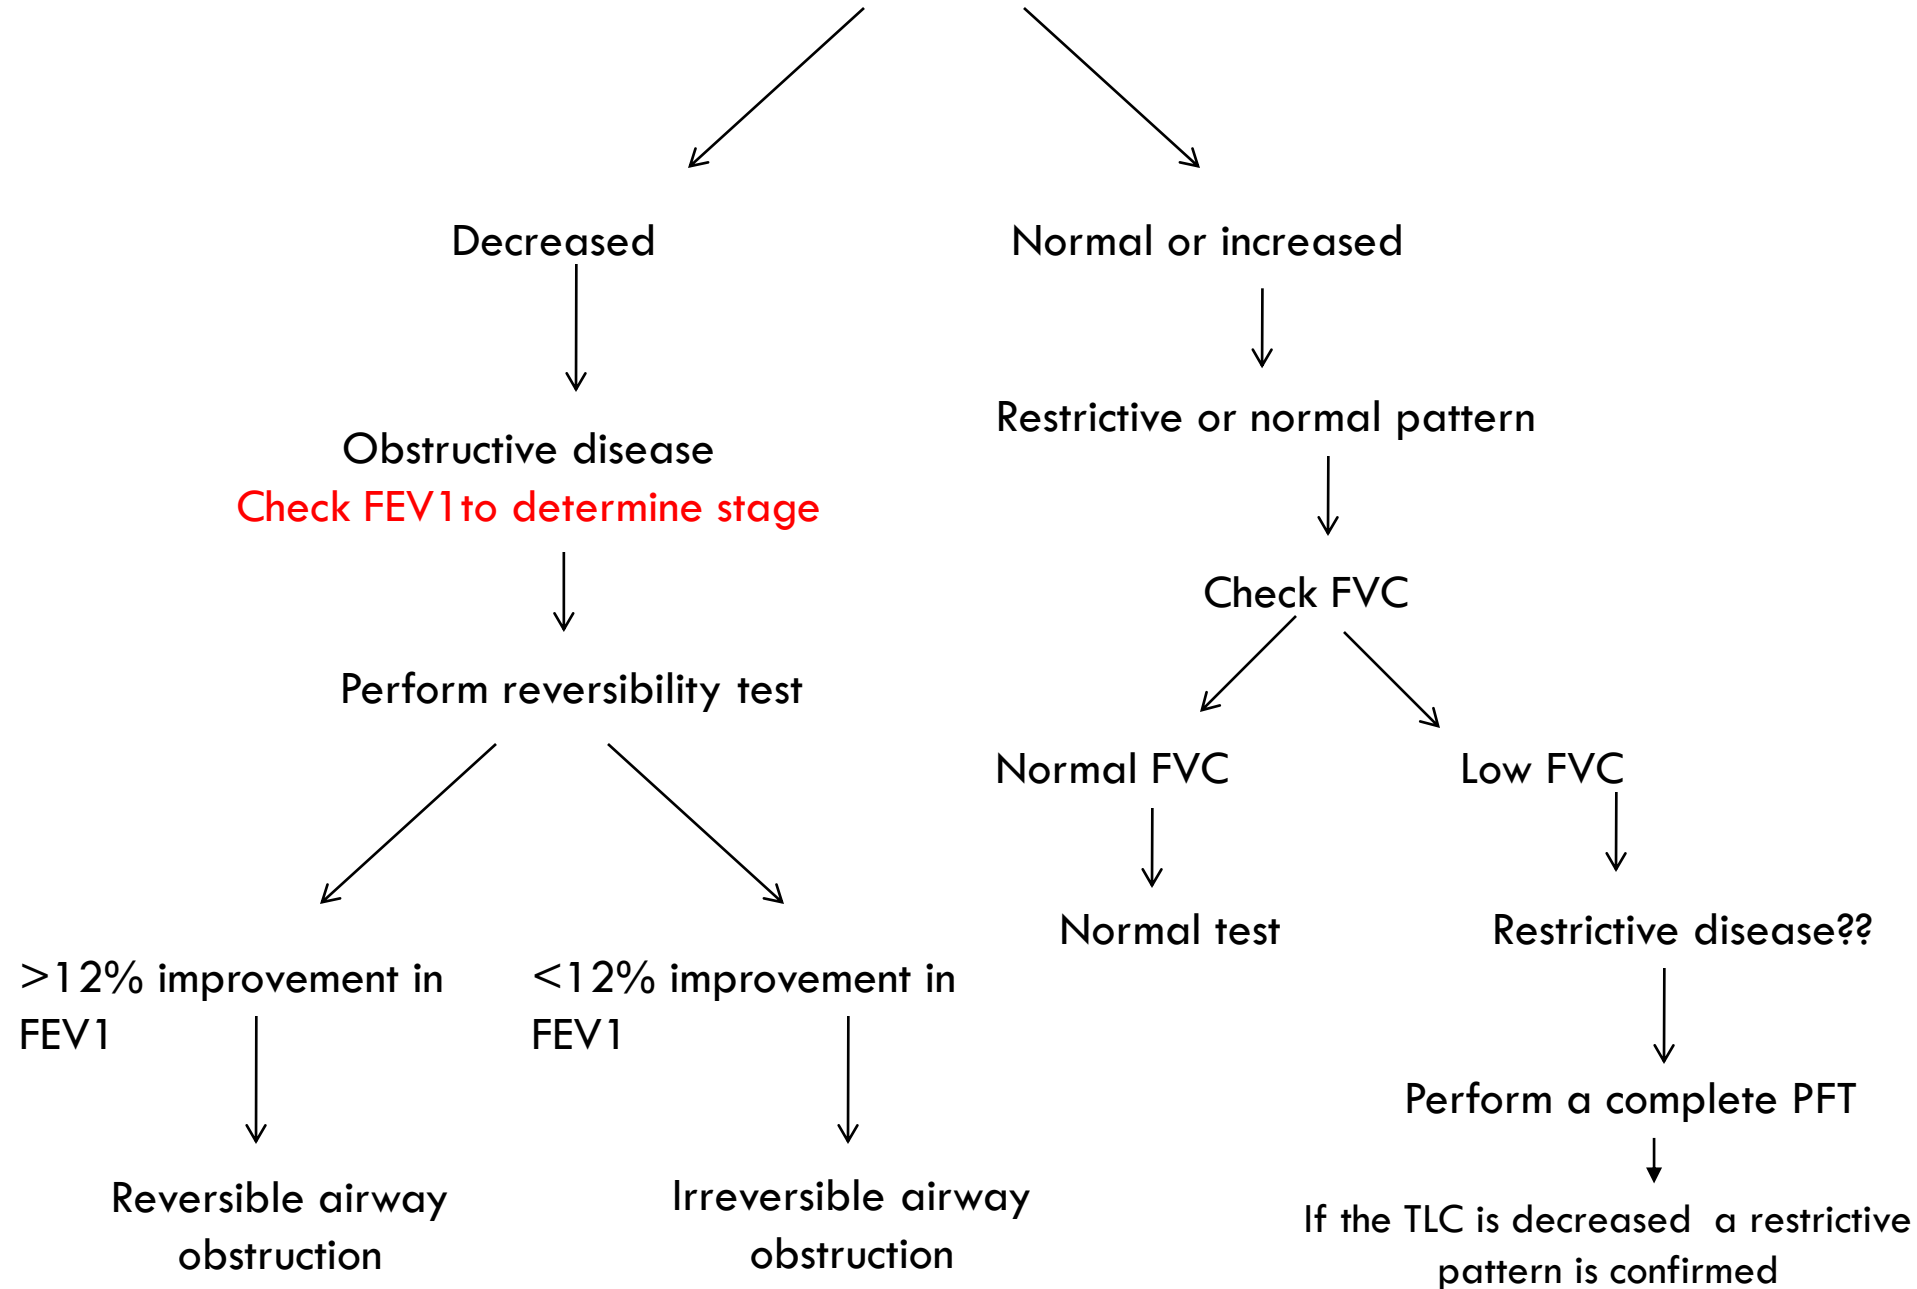 Decreased
Normal or increased
Obstructive disease
Check FEV1to determine stage
Restrictive or normal pattern
Check FVC
Perform reversibility test
Normal FVC
Low FVC
Normal test
Restrictive disease??
>12% improvement in
FEV1
<12% improvement in
FEV1
Perform a complete PFT
Reversible airway
obstruction
Irreversible airway
obstruction
If the TLC is decreased a restrictive
pattern is confirmed